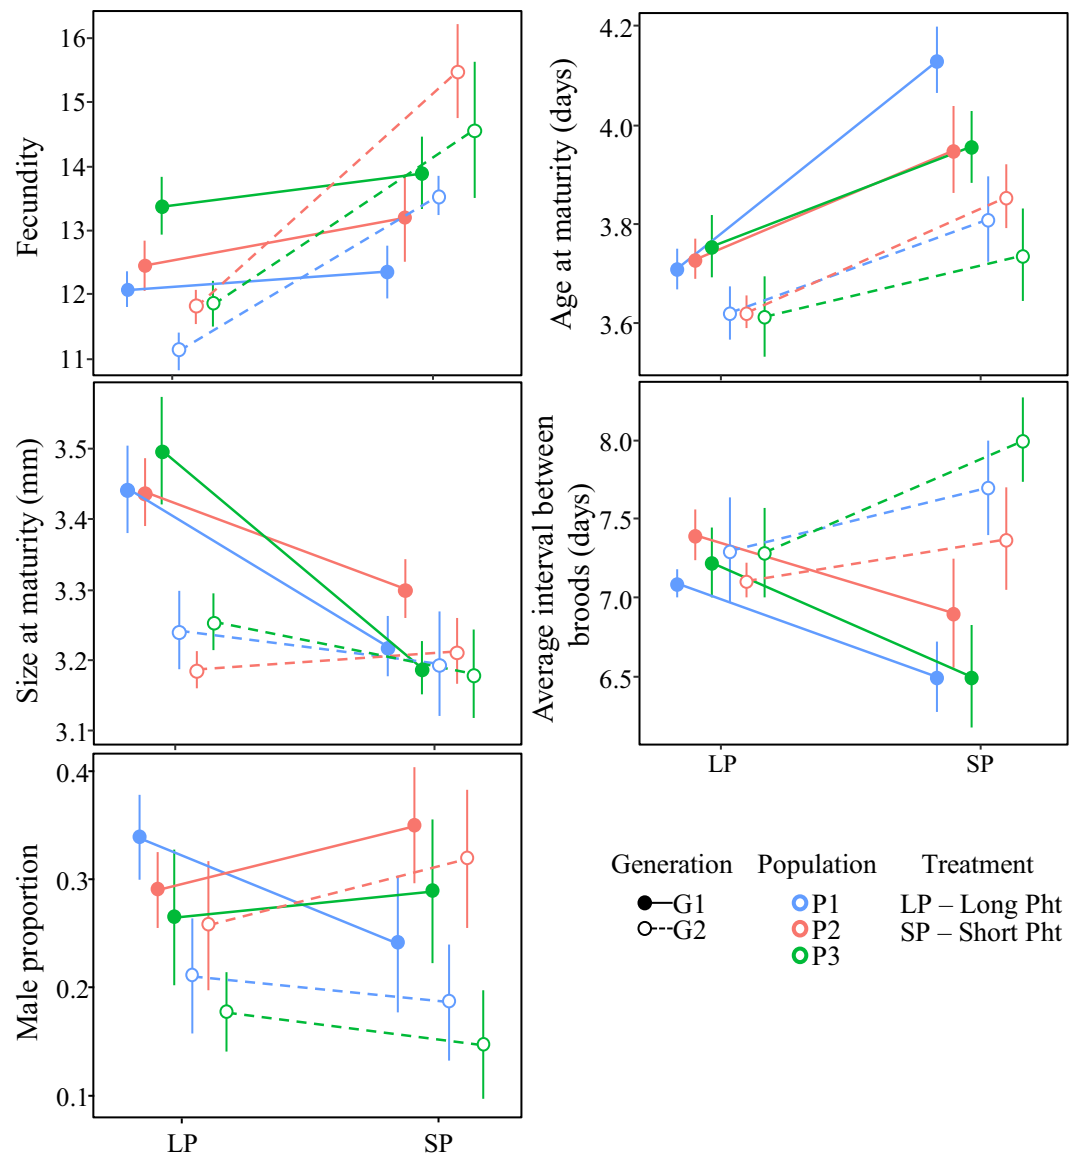 Fecundity
16
15
14
13
12
11
Age at maturity (days)
4.2
4.0
3.8
3.6
Size at maturity (mm)
3.5
3.4
3.3
3.2
3.1
Average interval between
broods (days)
8.0
7.5
7.0
6.5
LP SP
Male proportion
0.4
0.3
0.2
0.1
LP SP
Generation Population Treatment
G1 P1 LP – Long Pht
G2 P2 SP – Short Pht
P3